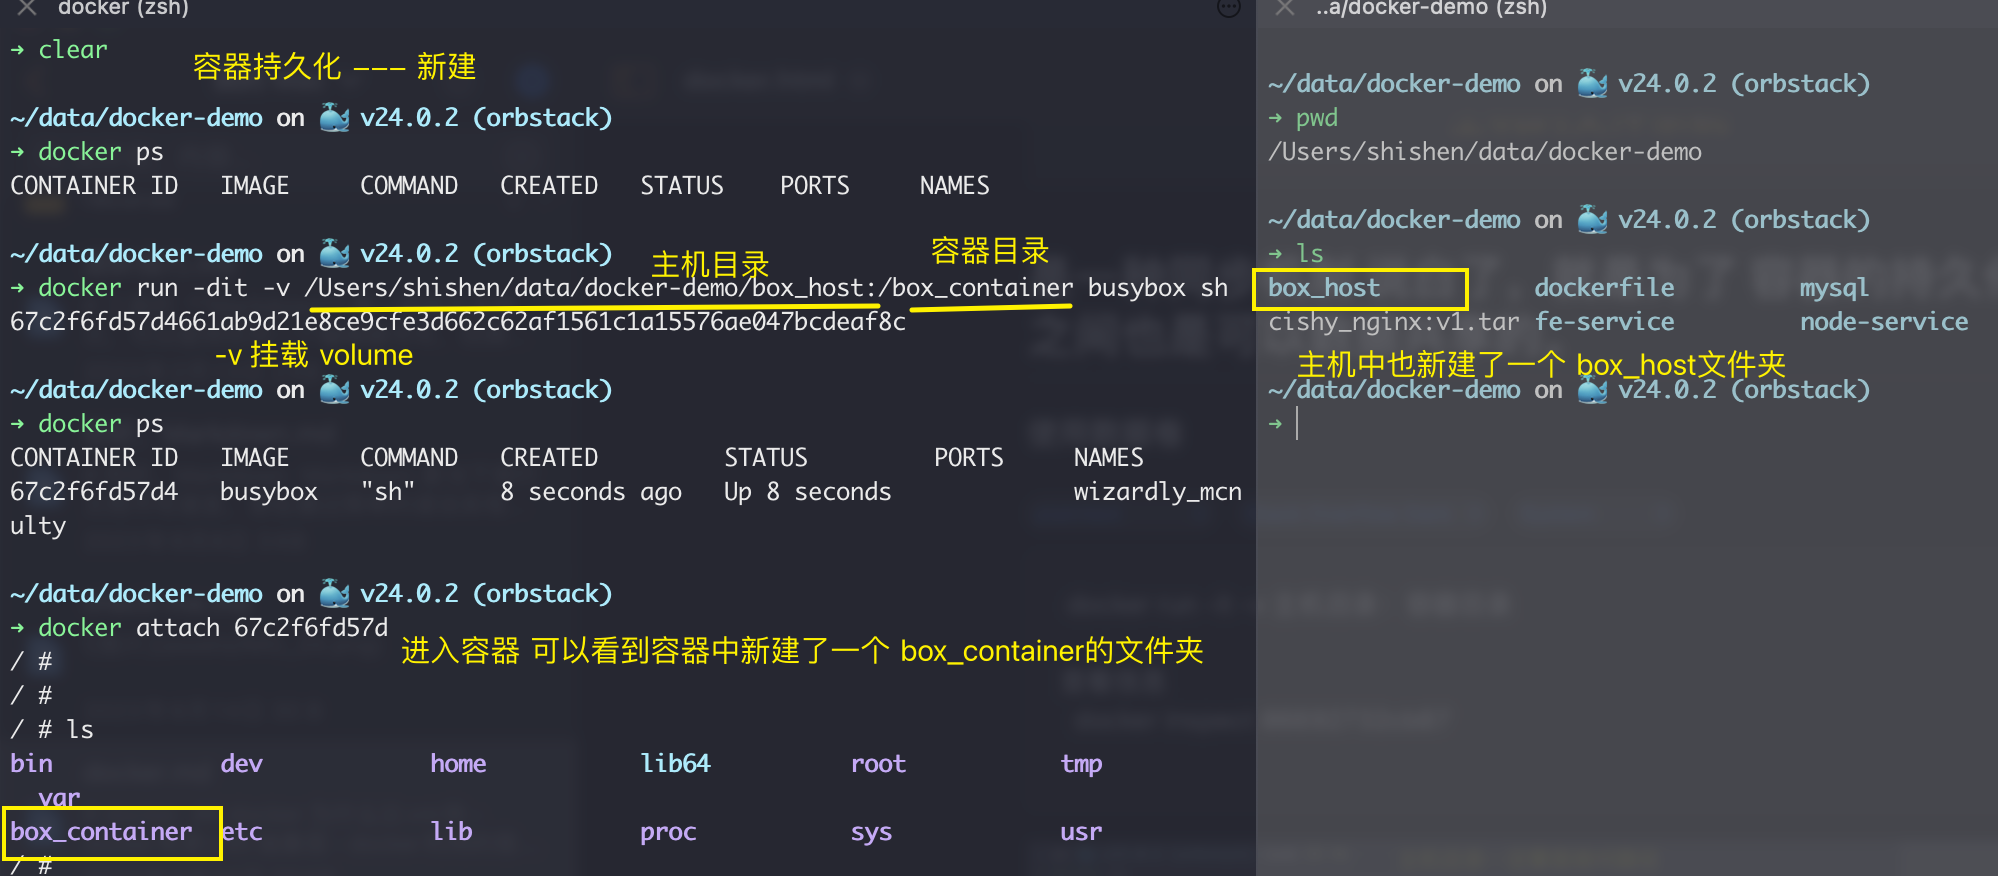 docker (zsh)
→ clear
容器持久化 --- 新建
~/data/docker-demo on 🐳 v24.0.2 (orbstack)
→ docker ps
CONTAINER ID   IMAGE     COMMAND   CREATED   STATUS    PORTS     NAMES
~/data/docker-demo on 🐳 v24.0.2 (orbstack)
主机目录
容器目录
→ docker run -dit -v /Users/shishen/data/docker-demo/box_host:/box_container busybox sh
67c2f6fd57d4661ab9d21e8ce9cfe3d662c62af1561c1a15576ae047bcdeaf8c
-v 挂载 volume
~/data/docker-demo on 🐳 v24.0.2 (orbstack)
→ docker ps
CONTAINER ID   IMAGE     COMMAND   CREATED         STATUS         PORTS     NAMES
67c2f6fd57d4   busybox   "sh"      8 seconds ago   Up 8 seconds             wizardly_mcn
ulty
~/data/docker-demo on 🐳 v24.0.2 (orbstack)
→ docker attach 67c2f6fd57d
进入容器 可以看到容器中新建了一个 box_container的文件夹
/ #
/ #
/ # ls
bin            dev            home           lib64          root           tmp
  var
box_container  etc            lib            proc           sys            usr
/ #
..a/docker-demo (zsh)
~/data/docker-demo on 🐳 v24.0.2 (orbstack)
→ pwd
/Users/shishen/data/docker-demo
~/data/docker-demo on 🐳 v24.0.2 (orbstack)
→ ls
box_host           dockerfile         mysql
cishy_nginx:v1.tar fe-service         node-service
主机中也新建了一个 box_host文件夹
~/data/docker-demo on 🐳 v24.0.2 (orbstack)
→